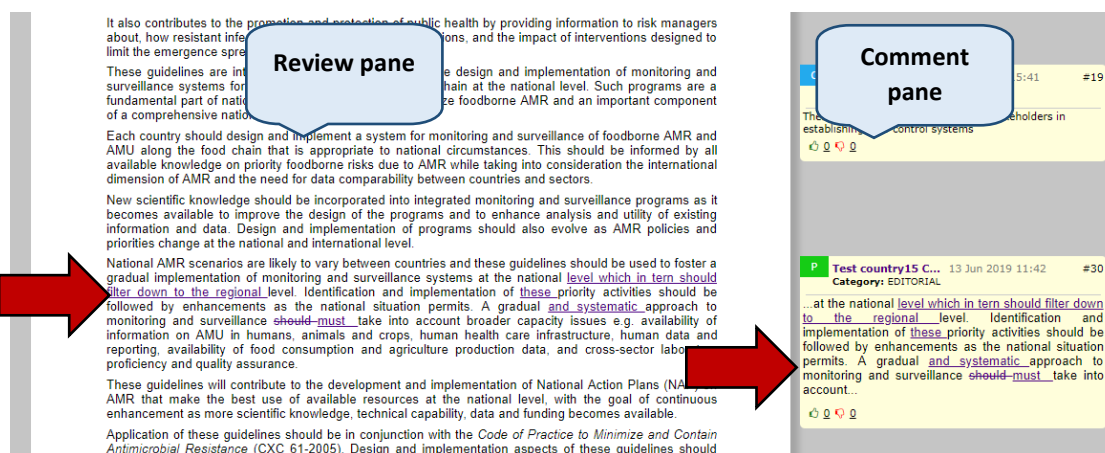 It also contributes to the promotion and protection of public health by providing information to risk managers
about, how resistant infe ions, and the impact of interventions designed to
limit the emergence spre
Review pane
These guidelines are int e design and implementation of monitoring and
surveillance systems for hain at the national level. Such programs are a
fundamental part of natio ze foodborne AMR and an important component
of a comprehensive nation
Each country should design and implement a system for monitoring and surveillance of foodborne AMR and
AMU along the food chain that is appropriate to national circumstances. This should be informed by all
available knowledge on priority foodborne risks due to AMR while taking into consideration the international
dimension of AMR and the need for data comparability between countries and sectors.
New scientific knowledge should be incorporated into integrated monitoring and surveillance programs as it
becomes available to improve the design of the programs and to enhance analysis and utility of existing
information and data. Design and implementation of programs should also evolve as AMR policies and
priorities change at the national and international level.
National AMR scenarios are likely to vary between countries and these guidelines should be used to foster a
gradual implementation of monitoring and surveillance systems at the national level which in tern should
filter down to the regional level. Identification and implementation of these priority activities should be
followed by enhancements as the national situation permits. A gradual and systematic approach to
monitoring and surveillance should must take into account broader capacity issues e.g. availability of
information on AMU in humans, animals and crops, human health care infrastructure, human data and
reporting, availability of food consumption and agriculture production data, and cross-sector labo
proficiency and quality assurance.
These guidelines will contribute to the development and implementation of National Action Plans (NA
AMR that make the best use of available resources at the national level, with the goal of continuous
enhancement as more scientific knowledge, technical capability, data and funding becomes available.
Application of these guidelines should be in conjunction with the Code of Practice to Minimize and Contain
Antimicrobial Resistance (CXC 61-2005). Design and implementation aspects of these guidelines should
Comment
pane
5:41 #19
The eholders in
establishing control systems
0 0
P Test country15 C... 13 Jun 2019 11:42 #30
Category: EDITORIAL
...at the national level which in tern should filter down
to the regional level. Identification and
implementation of these priority activities should be
followed by enhancements as the national situation
permits. A gradual and systematic approach to
monitoring and surveillance should must take into
account...
0 0